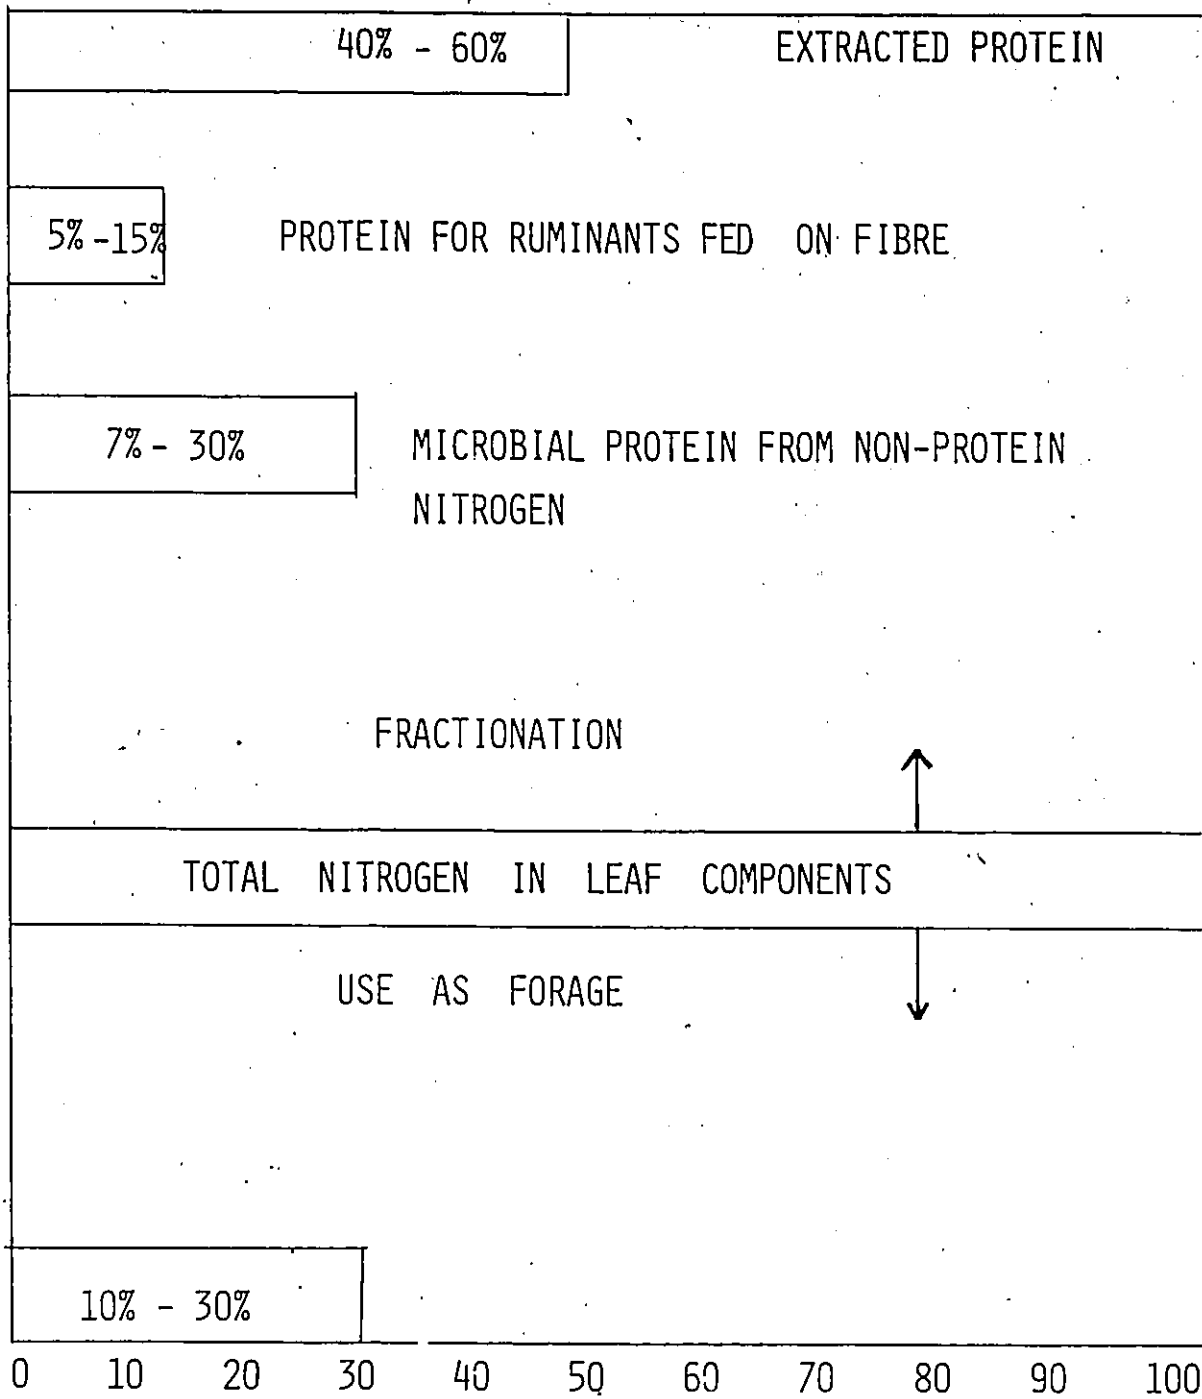 40% - 60% EXTRACTED PROTEIN
5% -15% PROTEIN FOR RUMINANTS FED ON FIBRE
7% - 30% MICROBIAL PROTEIN FROM NON-PROTEIN
NITROGEN
FRACTIONATION
TOTAL NITROGEN IN LEAF COMPONENTS
USE AS FORAGE
10% - 30%
0 10 20 30 40 50 60 70 80 90 100